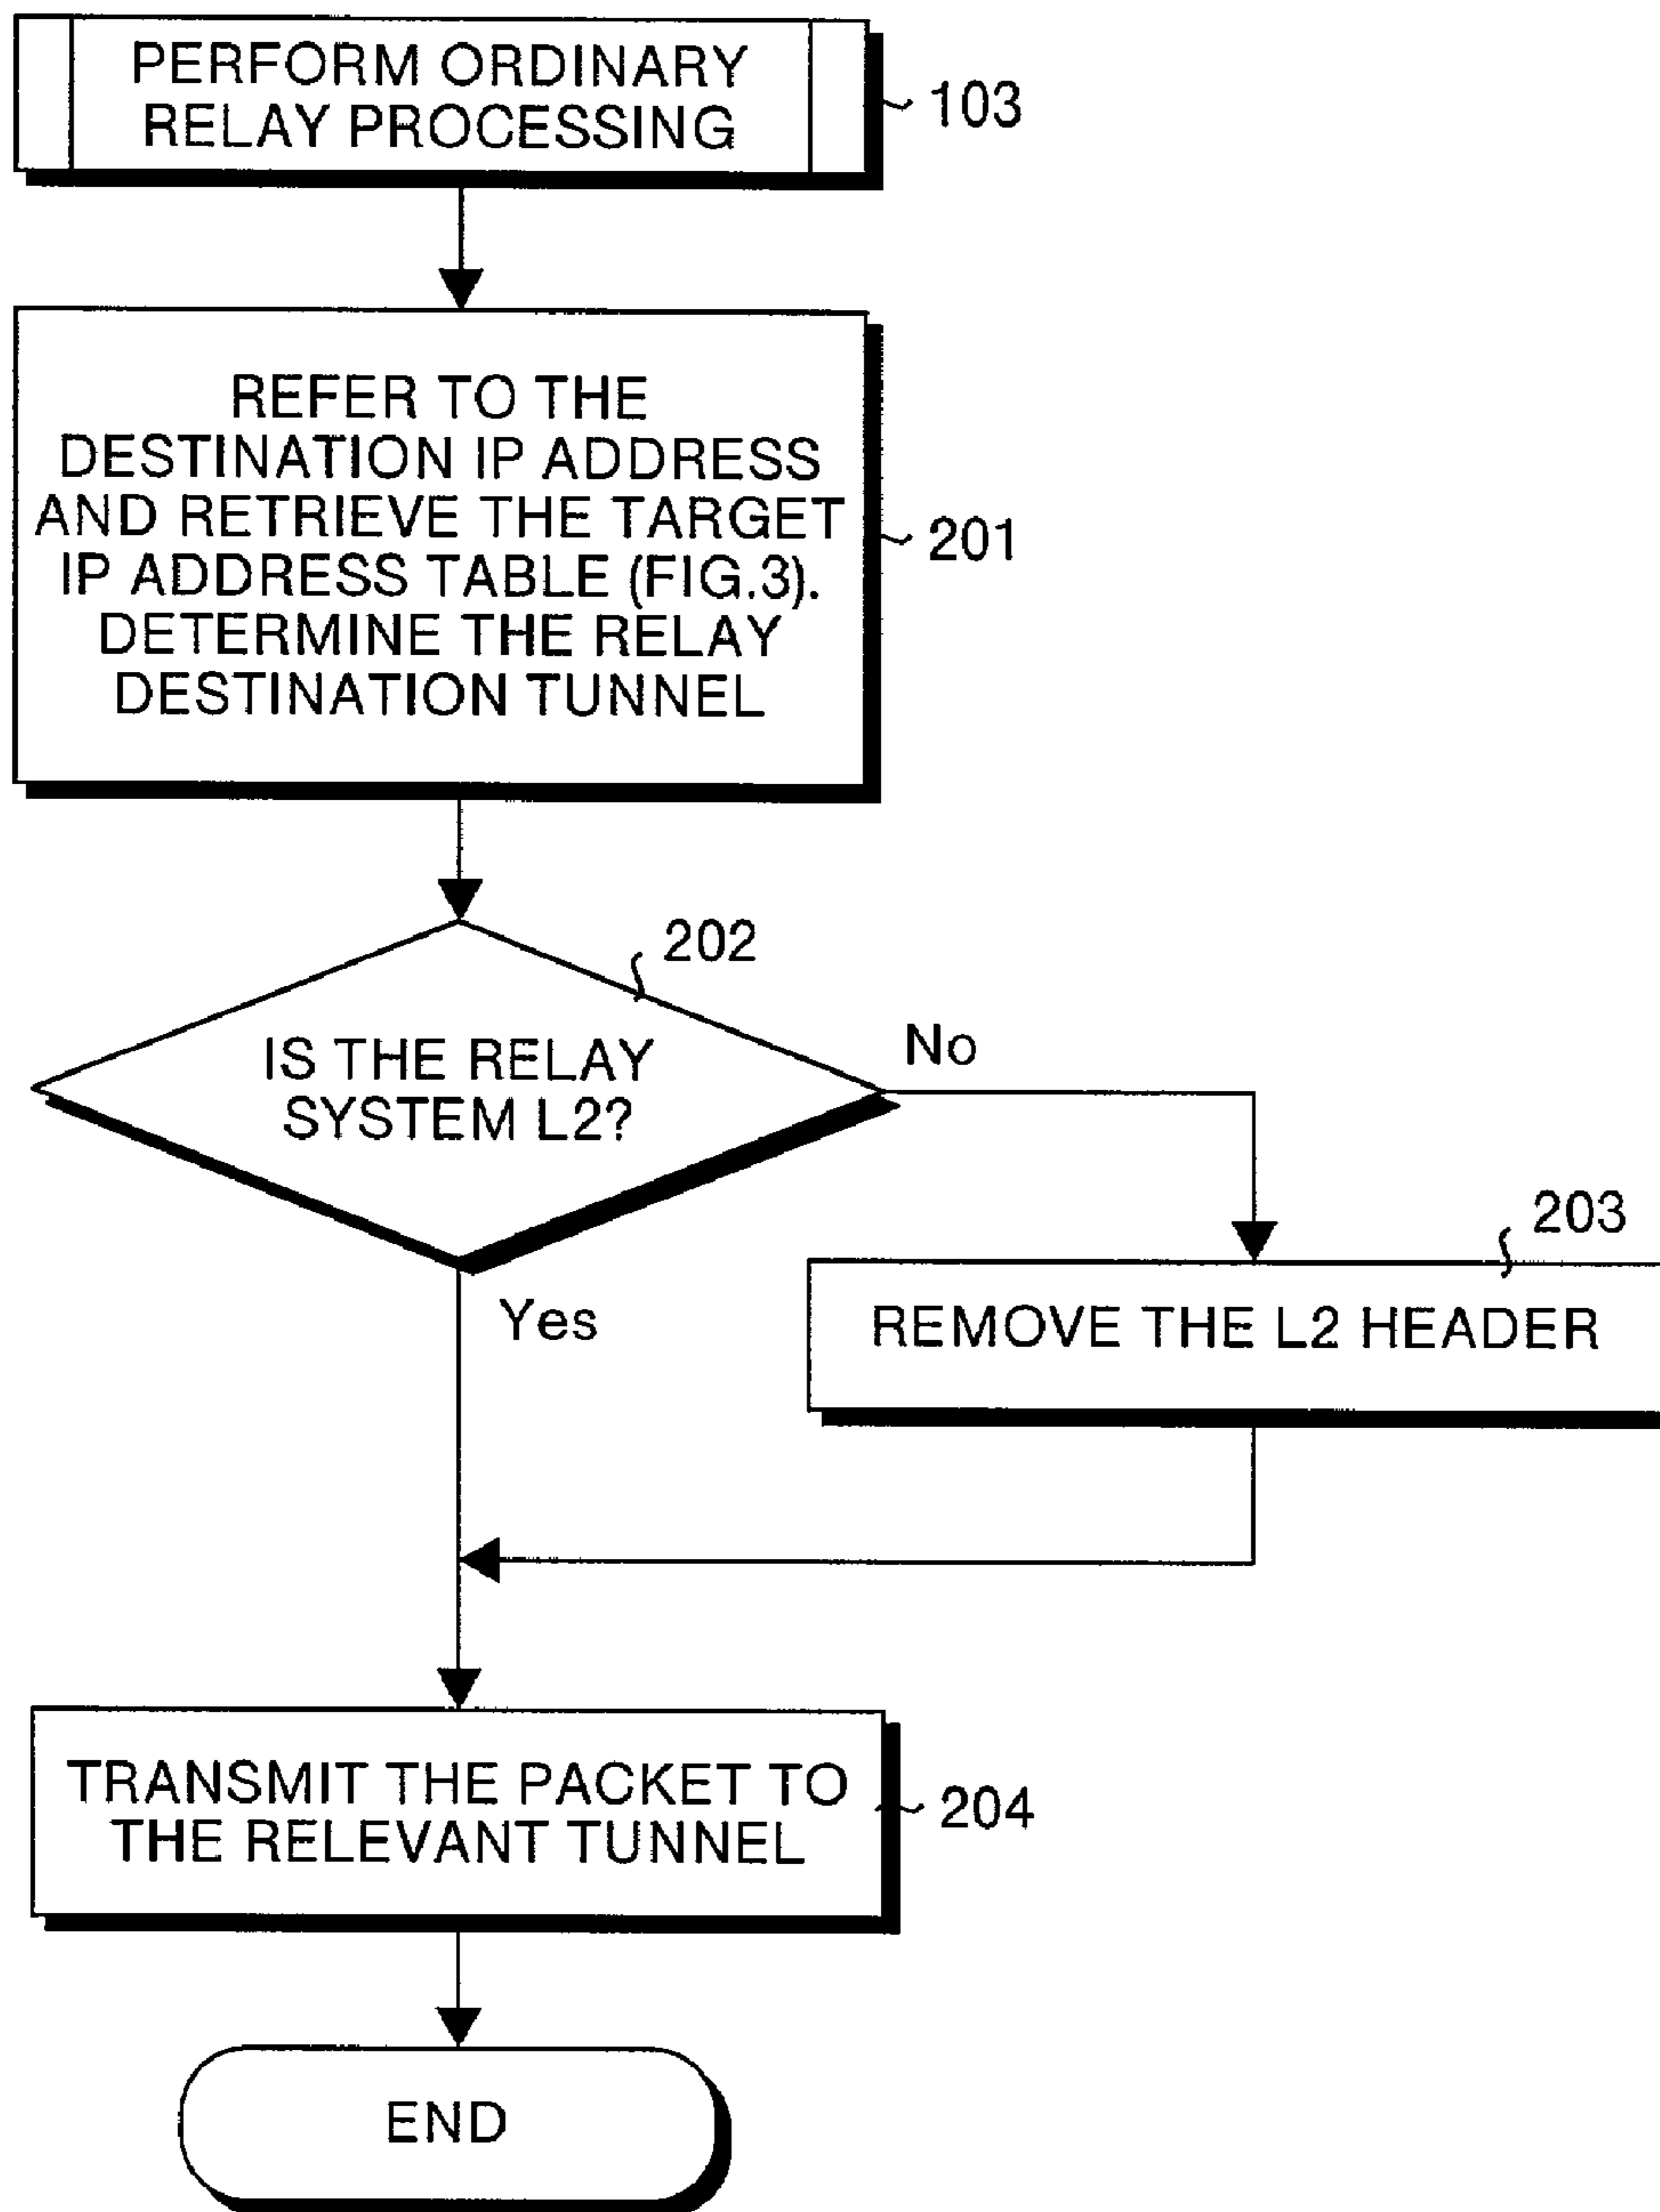 PERFORM ORDINARY
RELAY PROCESSING
103
REFER TO THE
DESTINATION IP ADDRESS
AND RETRIEVE THE TARGET
IP ADDRESS TABLE (FIG.3).
DETERMINE THE RELAY
DESTINATION TUNNEL
201
202
IS THE RELAY
SYSTEM L2?
No
Yes
203
REMOVE THE L2 HEADER
TRANSMIT THE PACKET TO
THE RELEVANT TUNNEL
204
END